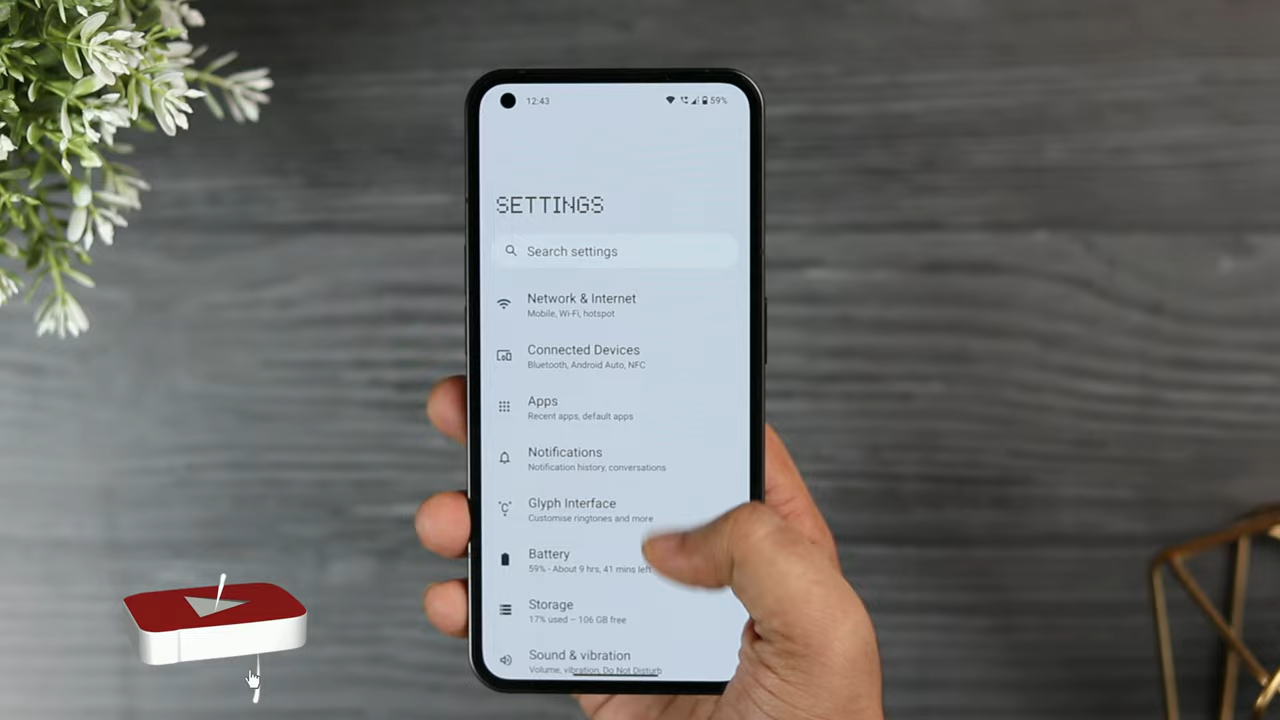 12:43
59%
SETTINGS
Search settings
Network & Internet
Mobile, Wi-Fi, hotspot
Connected Devices
Bluetooth, Android Auto, NFC
Apps
Recent apps, default apps
Notifications
Notification history, conversations
Glyph Interface
Customise ringtones and more
Battery
59% - About 9 hrs, 41 mins left
Storage
17% used – 106 GB free
Sound & vibration
Volume, vibration, Do Not Disturb